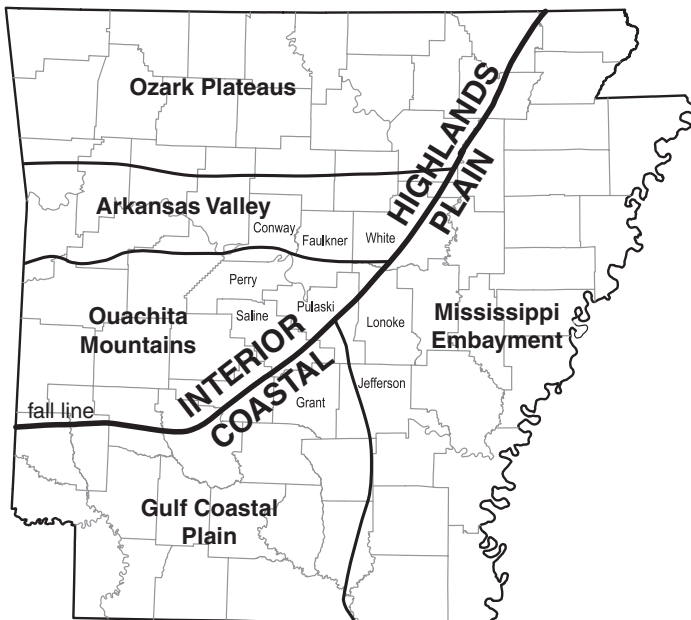 Ozark Plateaus
HIGHLANDS
PLAIN
Arkansas Valley
Conway
Faulkner
White
Perry
Saline
Pulaski
Lonoke
Ouachita
Mountains
Mississippi
Embayment
INTERIOR
COASTAL
Jefferson
Grant
fall line
Gulf Coastal
Plain